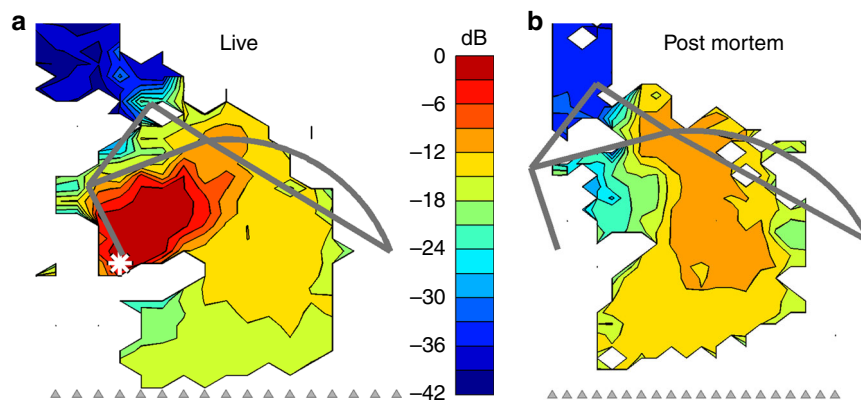 a
Live
dB
0
–6
–12
–18
–24
–30
–36
–42
b
Post mortem